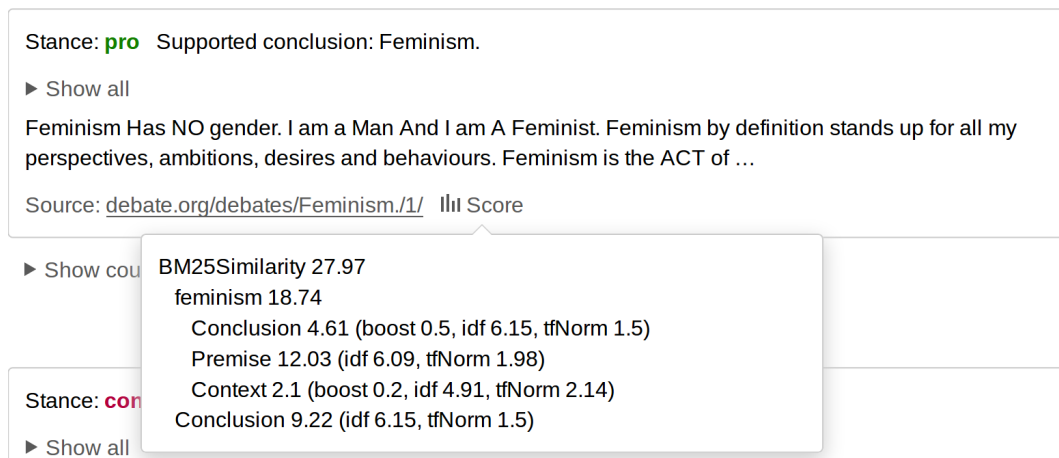 Stance: pro Supported conclusion: Feminism.
▶ Show all
Feminism Has NO gender. I am a Man And I am A Feminist. Feminism by definition stands up for all my
perspectives, ambitions, desires and behaviours. Feminism is the ACT of …
Source: debate.org/debates/Feminism./1/ Score
▶ Show cou
BM25Similarity 27.97
feminism 18.74
Conclusion 4.61 (boost 0.5, idf 6.15, tfNorm 1.5)
Premise 12.03 (idf 6.09, tfNorm 1.98)
Context 2.1 (boost 0.2, idf 4.91, tfNorm 2.14)
Conclusion 9.22 (idf 6.15, tfNorm 1.5)
Stance: con
▶ Show all